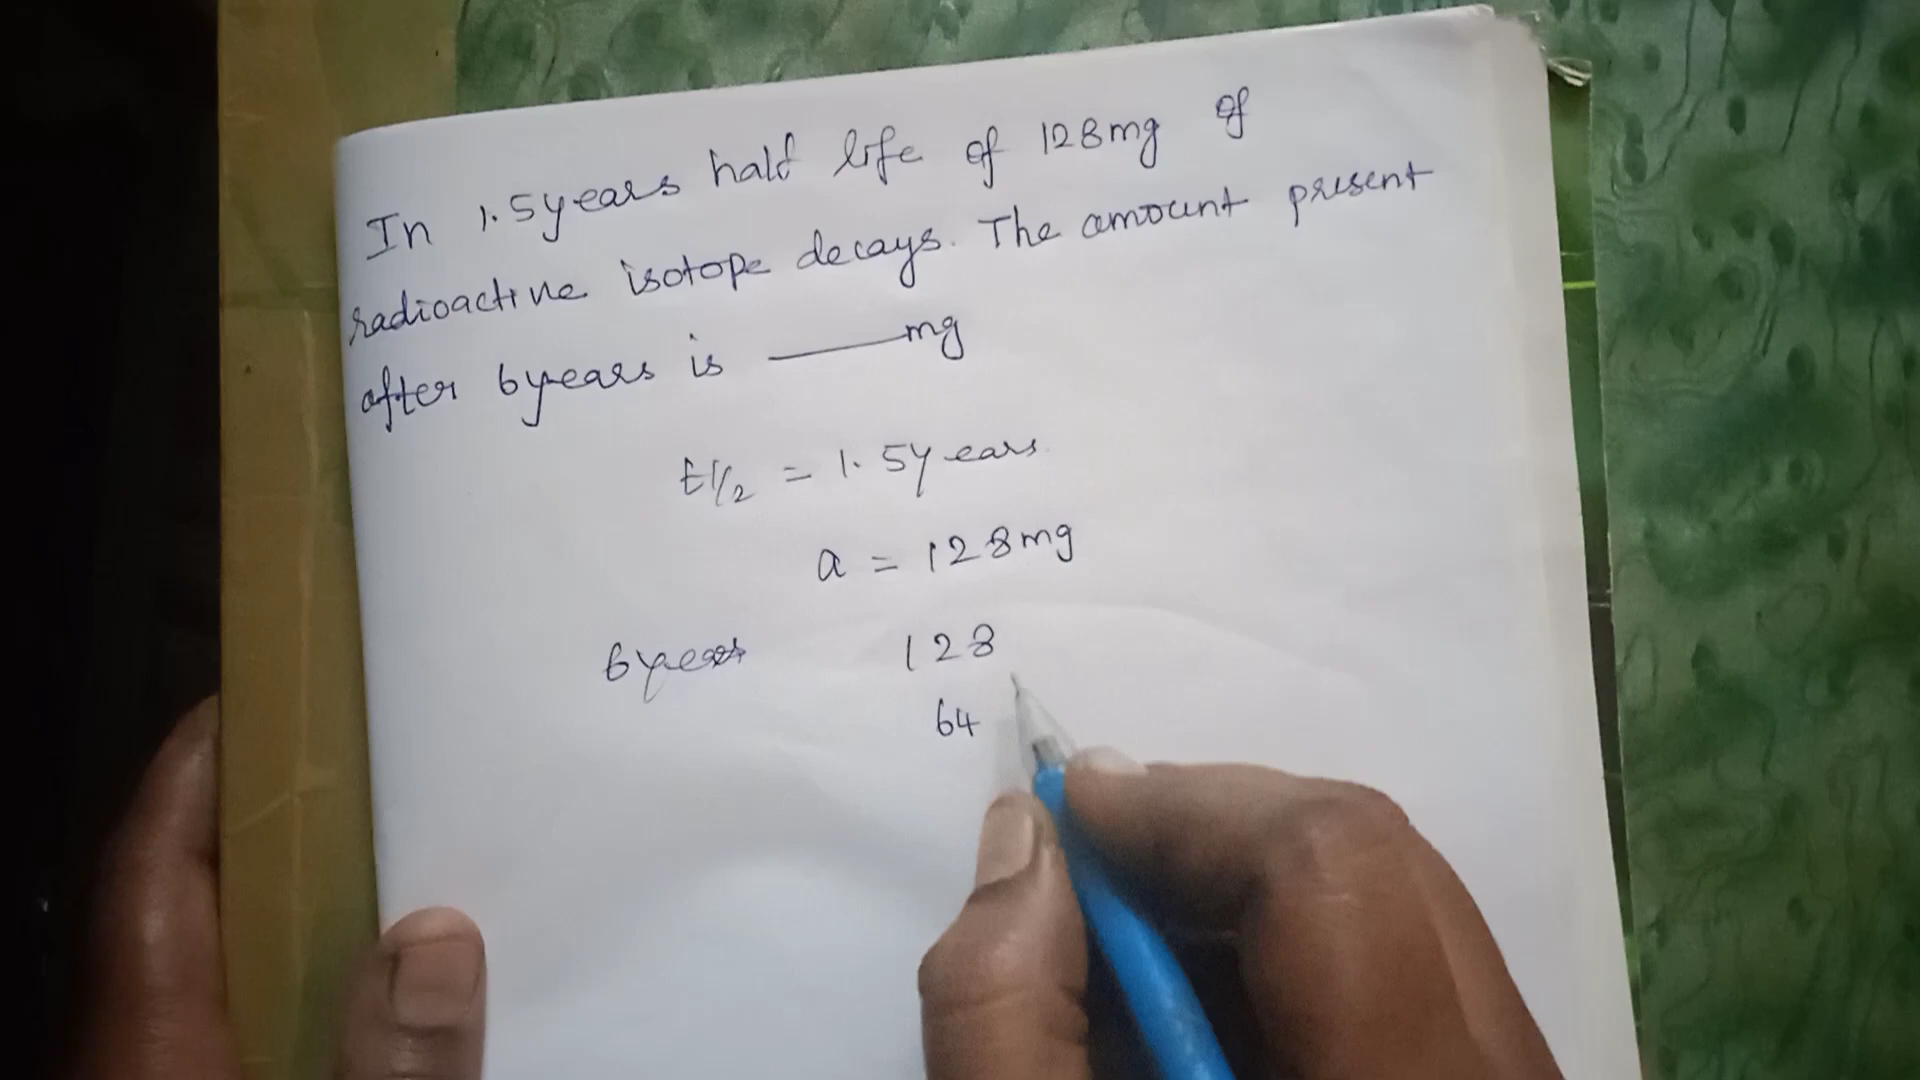 In 1.5years half life of 128mg of
radioactive isotope decays. The amount present
after 6years is ———mg
t1/2 = 1.5years
a = 128mg
6years 128
64